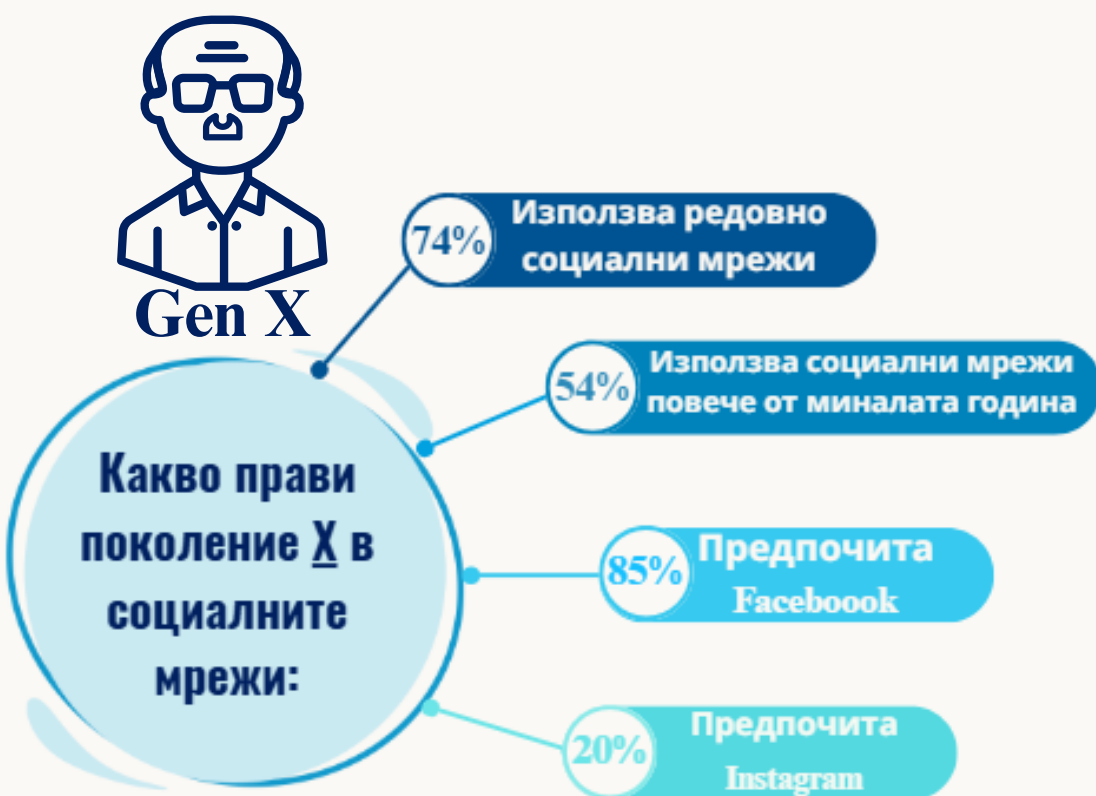 Gen X
Какво прави
поколение X в
социалните
мрежи:
74%
Използва редовно
социални мрежи
54%
Използва социални мрежи
повече от миналата година
85%
Предпочита
Faceboook
20%
Предпочита
Instagram